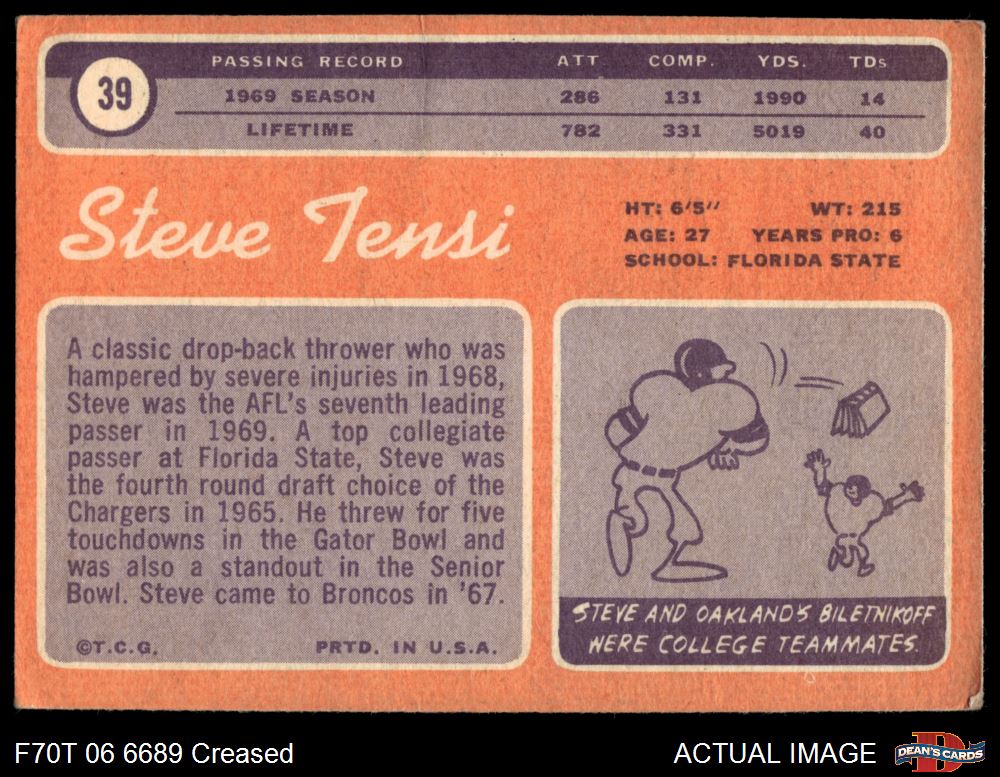 39
PASSING RECORD ATT. COMP. YDS. TDs
1969 SEASON 286 131 1990 14
LIFETIME 782 331 5019 40
Steve Tensi
HT: 6'5" WT: 215
AGE: 27 YEARS PRO: 6
SCHOOL: FLORIDA STATE
A classic drop-back thrower who was
hampered by severe injuries in 1968,
Steve was the AFL's seventh leading
passer in 1969. A top collegiate
passer at Florida State, Steve was
the fourth round draft choice of the
Chargers in 1965. He threw for five
touchdowns in the Gator Bowl and
was also a standout in the Senior
Bowl. Steve came to Broncos in '67.
©T.C.G. PRTD. IN U.S.A.
STEVE AND OAKLAND'S BILETNIKOFF
WERE COLLEGE TEAMMATES.
F70T 06 6689 Creased
ACTUAL IMAGE
DEAN'S CARDS